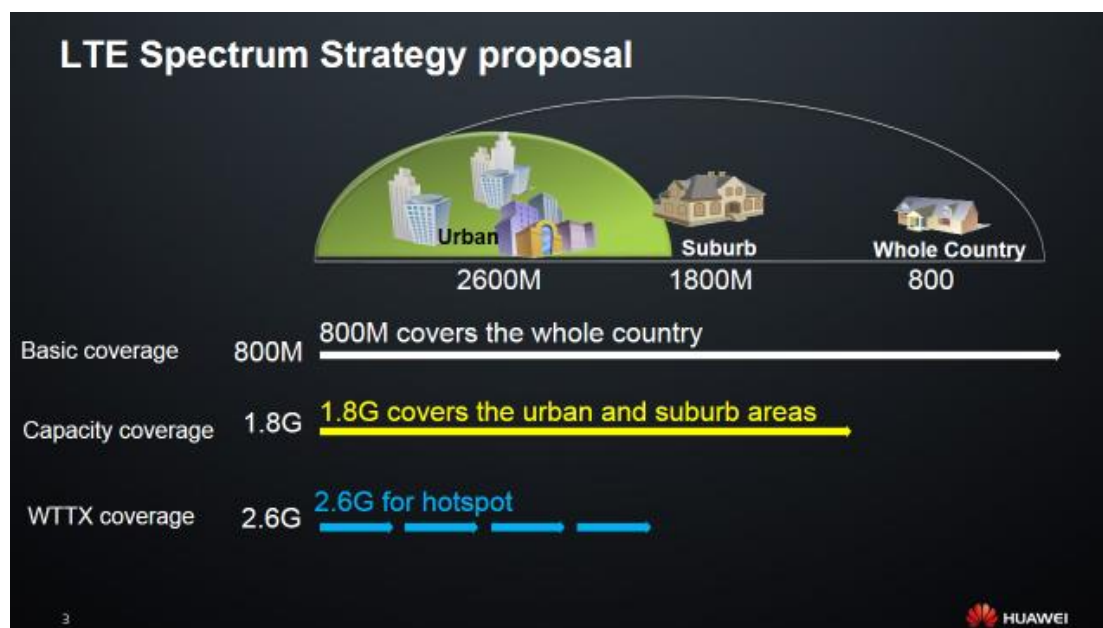 LTE Spectrum Strategy proposal
Urban
Suburb
Whole Country
2600M
1800M
800
800M covers the whole country
Basic coverage
800M
1.8G covers the urban and suburb areas
Capacity coverage
1.8G
2.6G for hotspot
WTTX coverage
2.6G
3
HUAWEI